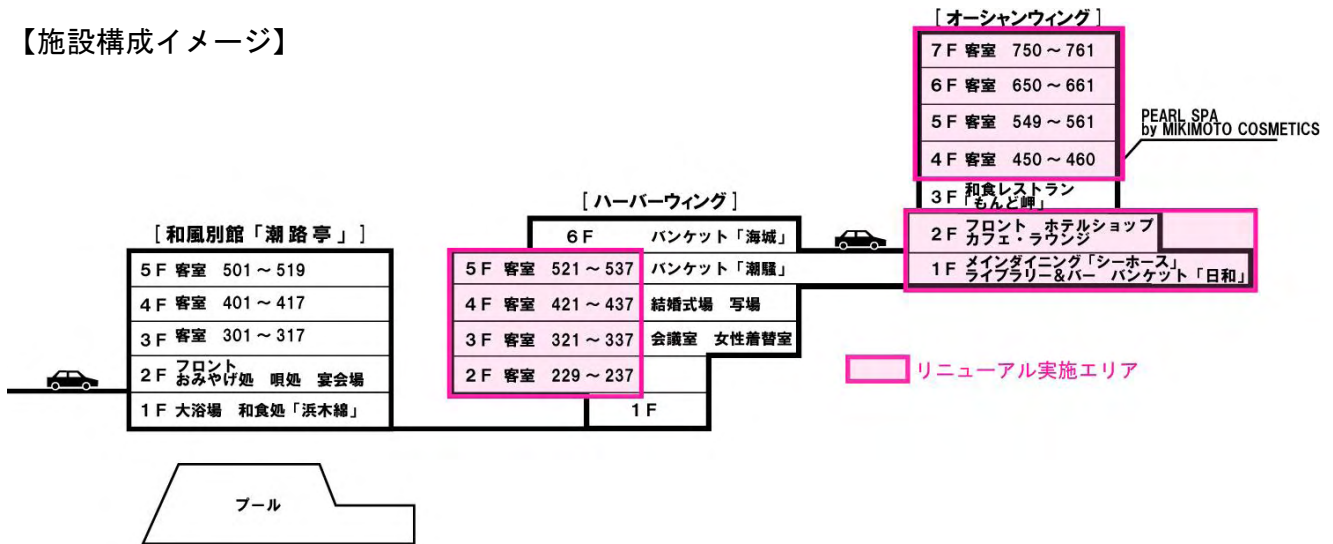 【施設構成イメージ】
[ オーシャンウィング ]
7F 客室 750～761
6F 客室 650～661
5F 客室 549～561
4F 客室 450～460
3F 和食レストラン
「もんど岬」
2F フロント ホテルショップ
カフェ・ラウンジ
1F メインダイニング「シーホース」
ライブラリー&バー バンケット「日和」
PEARL SPA
by MIKIMOTO COSMETICS
[ ハーバーウィング ]
6F バンケット「海城」
5F 客室 521～537 バンケット「潮騒」
4F 客室 421～437 結婚式場 写場
3F 客室 321～337 会議室 女性着替室
2F 客室 229～237
1F
[ 和風別館「潮路亭」]
5F 客室 501～519
4F 客室 401～417
3F 客室 301～317
2F フロント
おみやげ処 唄処 宴会場
1F 大浴場 和食処「浜木綿」
リニューアル実施エリア
プール